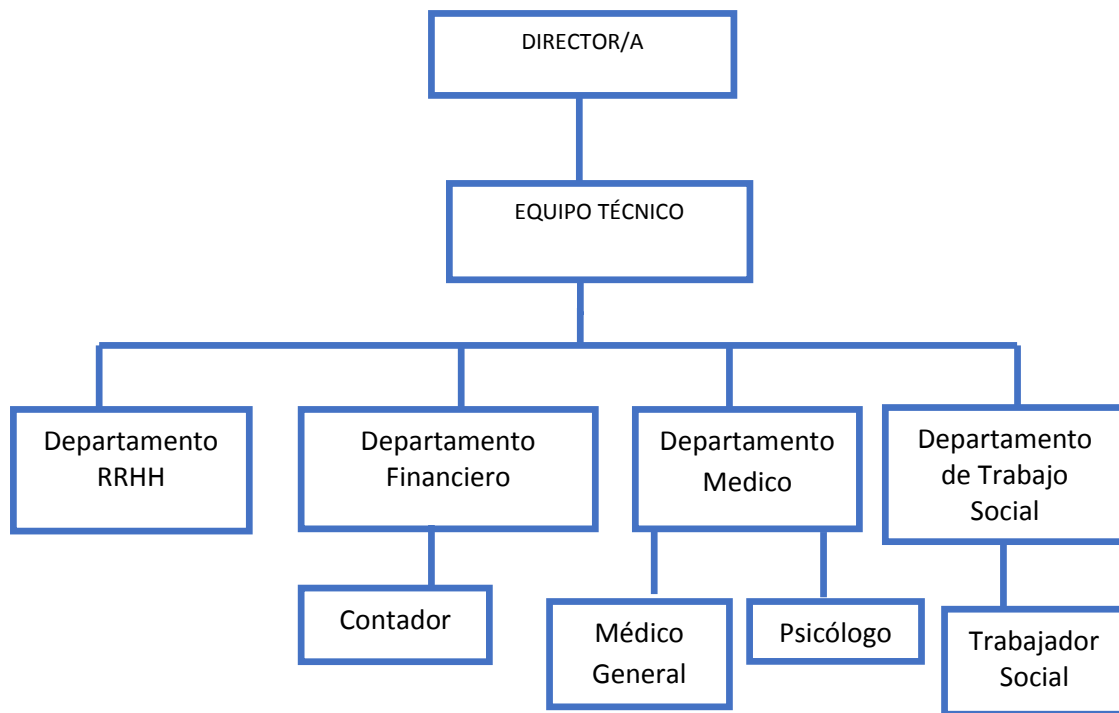 DIRECTOR/A
EQUIPO TÉCNICO
Departamento
RRHH
Departamento
Financiero
Departamento
Medico
Departamento
de Trabajo
Social
Contador
Médico
General
Psicólogo
Trabajador
Social